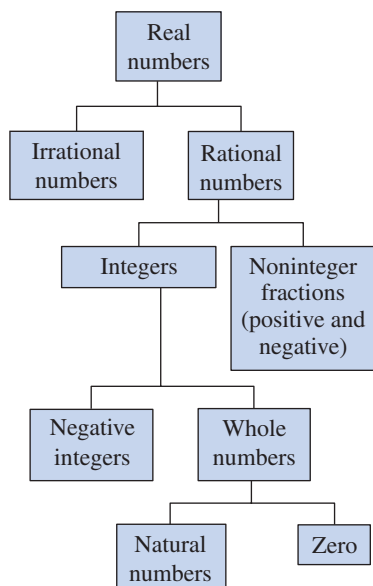 Real
numbers
Irrational
numbers
Rational
numbers
Integers
Noninteger
fractions
(positive and
negative)
Negative
integers
Whole
numbers
Natural
numbers
Zero